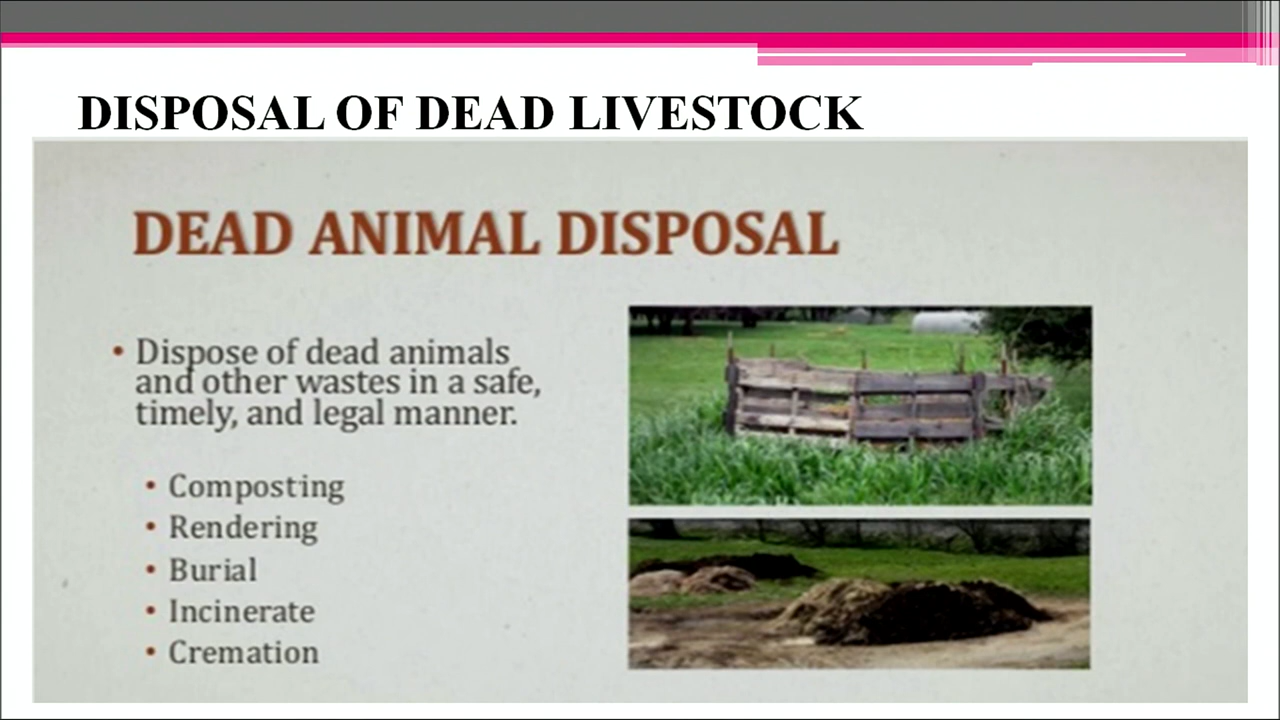 DISPOSAL OF DEAD LIVESTOCK
DEAD ANIMAL DISPOSAL
• Dispose of dead animals
and other wastes in a safe,
timely, and legal manner.
• Composting
• Rendering
• Burial
• Incinerate
• Cremation